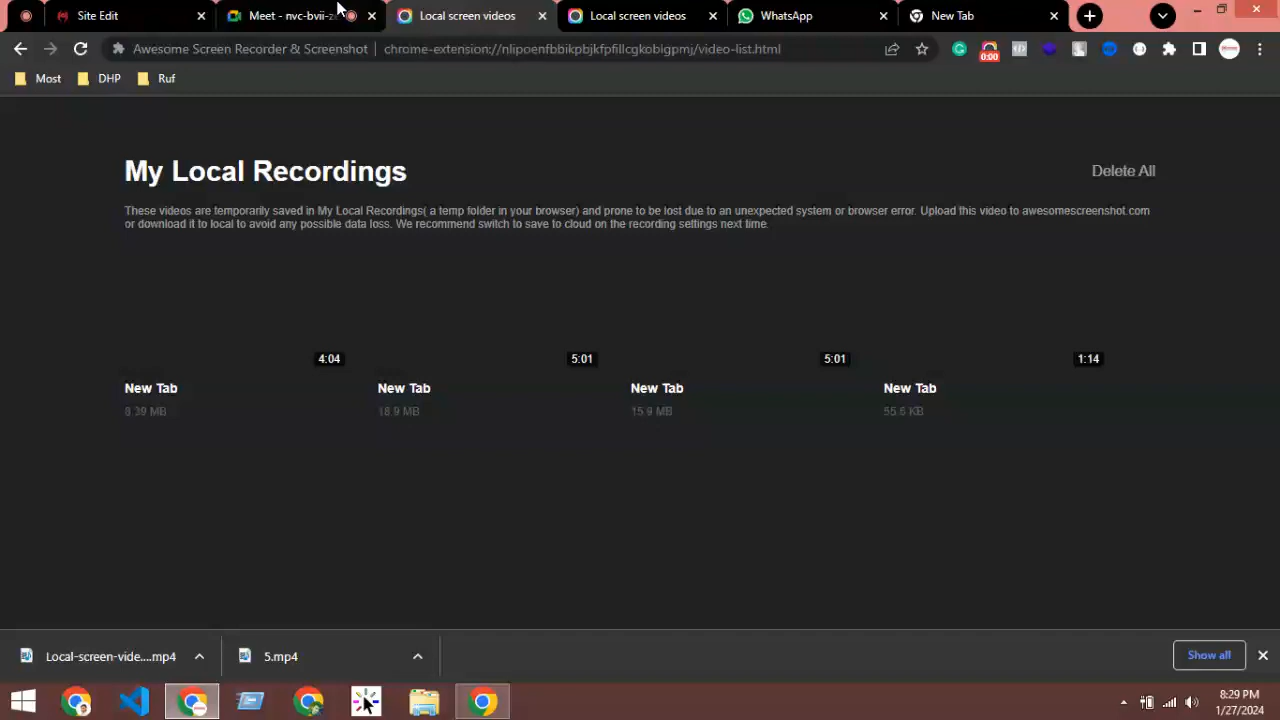 Site Edit
Meet - nvc-bvii-z
Local screen videos
Local screen videos
WhatsApp
New Tab
Awesome Screen Recorder & Screenshot
chrome-extension://nlipoenfbbikpbjkfpfillcgkobigpmj/video-list.html
0:00
Most
DHP
Ruf
My Local Recordings
Delete All
These videos are temporarily saved in My Local Recordings( a temp folder in your browser) and prone to be lost due to an unexpected system or browser error. Upload this video to awesomescreenshot.com
or download it to local to avoid any possible data loss. We recommend switch to save to cloud on the recording settings next time.
4:04
5:01
5:01
1:14
New Tab
New Tab
New Tab
New Tab
8.39 MB
18.9 MB
15.9 MB
55.6 KB
Local-screen-vide....mp4
5.mp4
Show all
8:29 PM
1/27/2024